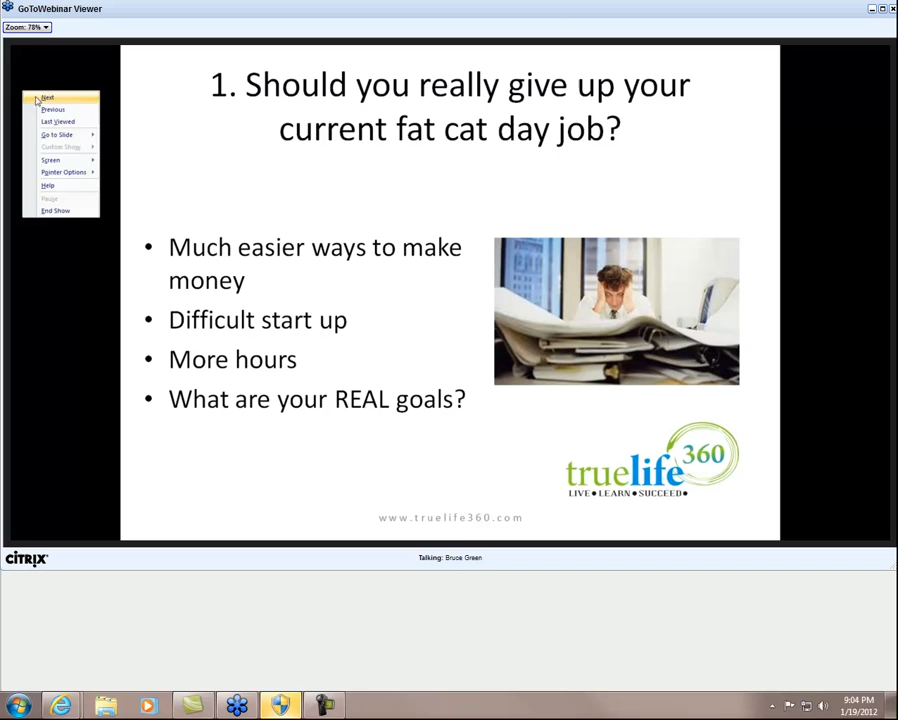 GoToWebinar Viewer
Zoom: 78%
Next
Previous
Last Viewed
Go to Slide
Custom Show
Screen
Pointer Options
Help
Pause
End Show
1. Should you really give up your
current fat cat day job?
• Much easier ways to make
money
• Difficult start up
• More hours
• What are your REAL goals?
truelife 360
LIVE●LEARN●SUCCEED●
www.truelife360.com
CITRIX
Talking: Bruce Green
9:04 PM
1/19/2012